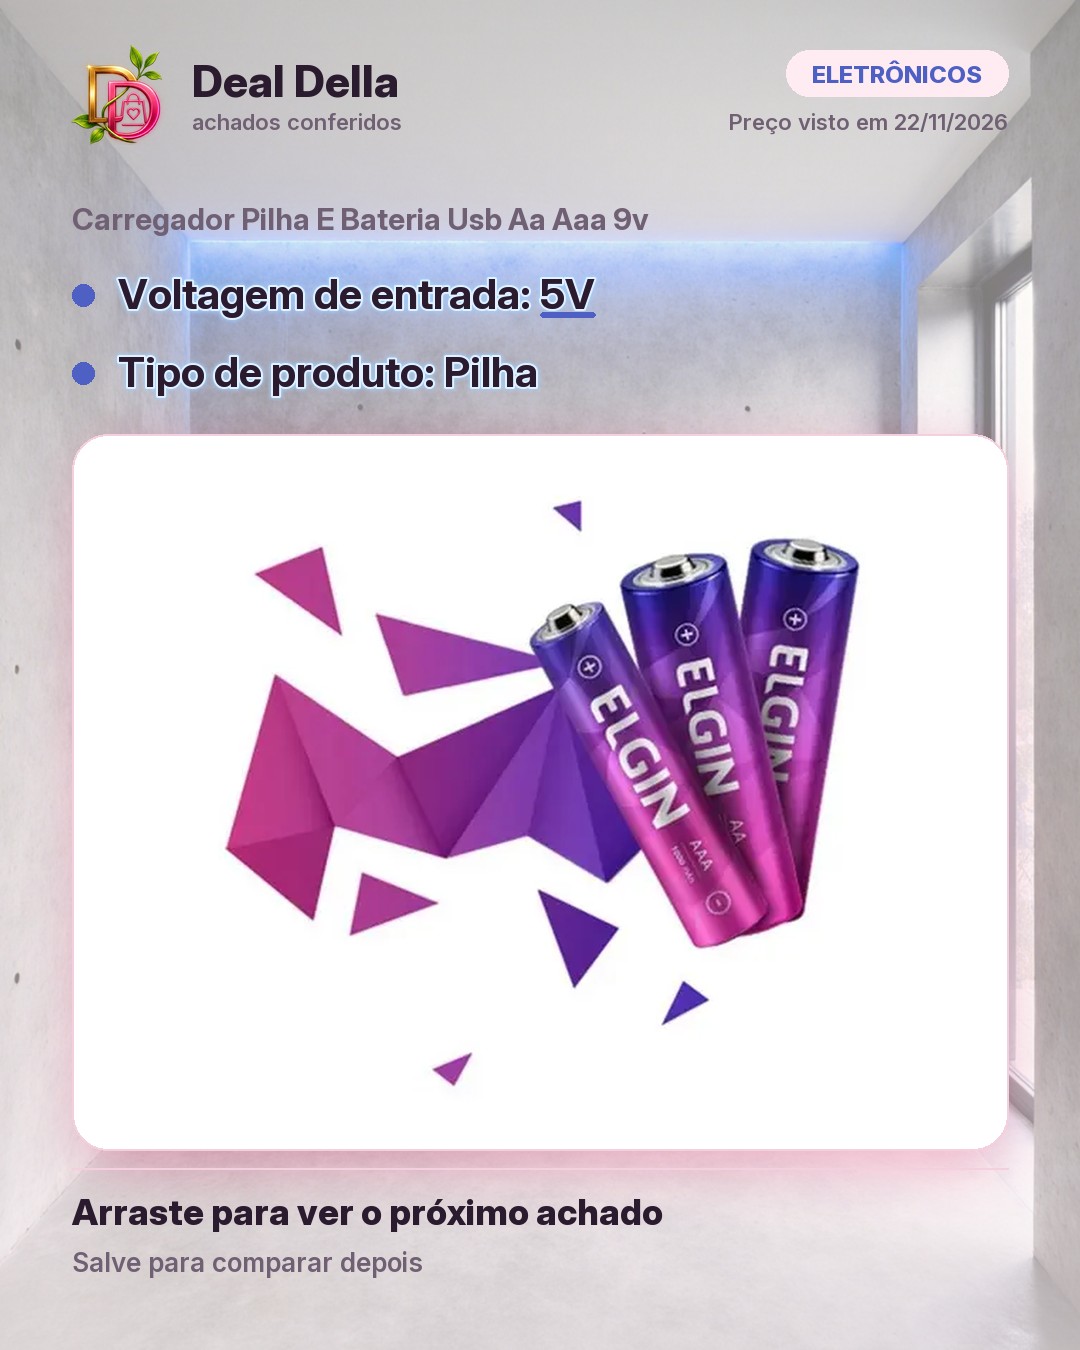 Deal Della
achados conferidos
ELETRÔNICOS
Preço visto em 22/11/2026
Carregador Pilha E Bateria Usb Aa Aaa 9v
Voltagem de entrada: 5V
Tipo de produto: Pilha
ELGIN
AAA
1000 mAh
ELGIN
AA
ELGIN
Arraste para ver o próximo achado
Salve para comparar depois